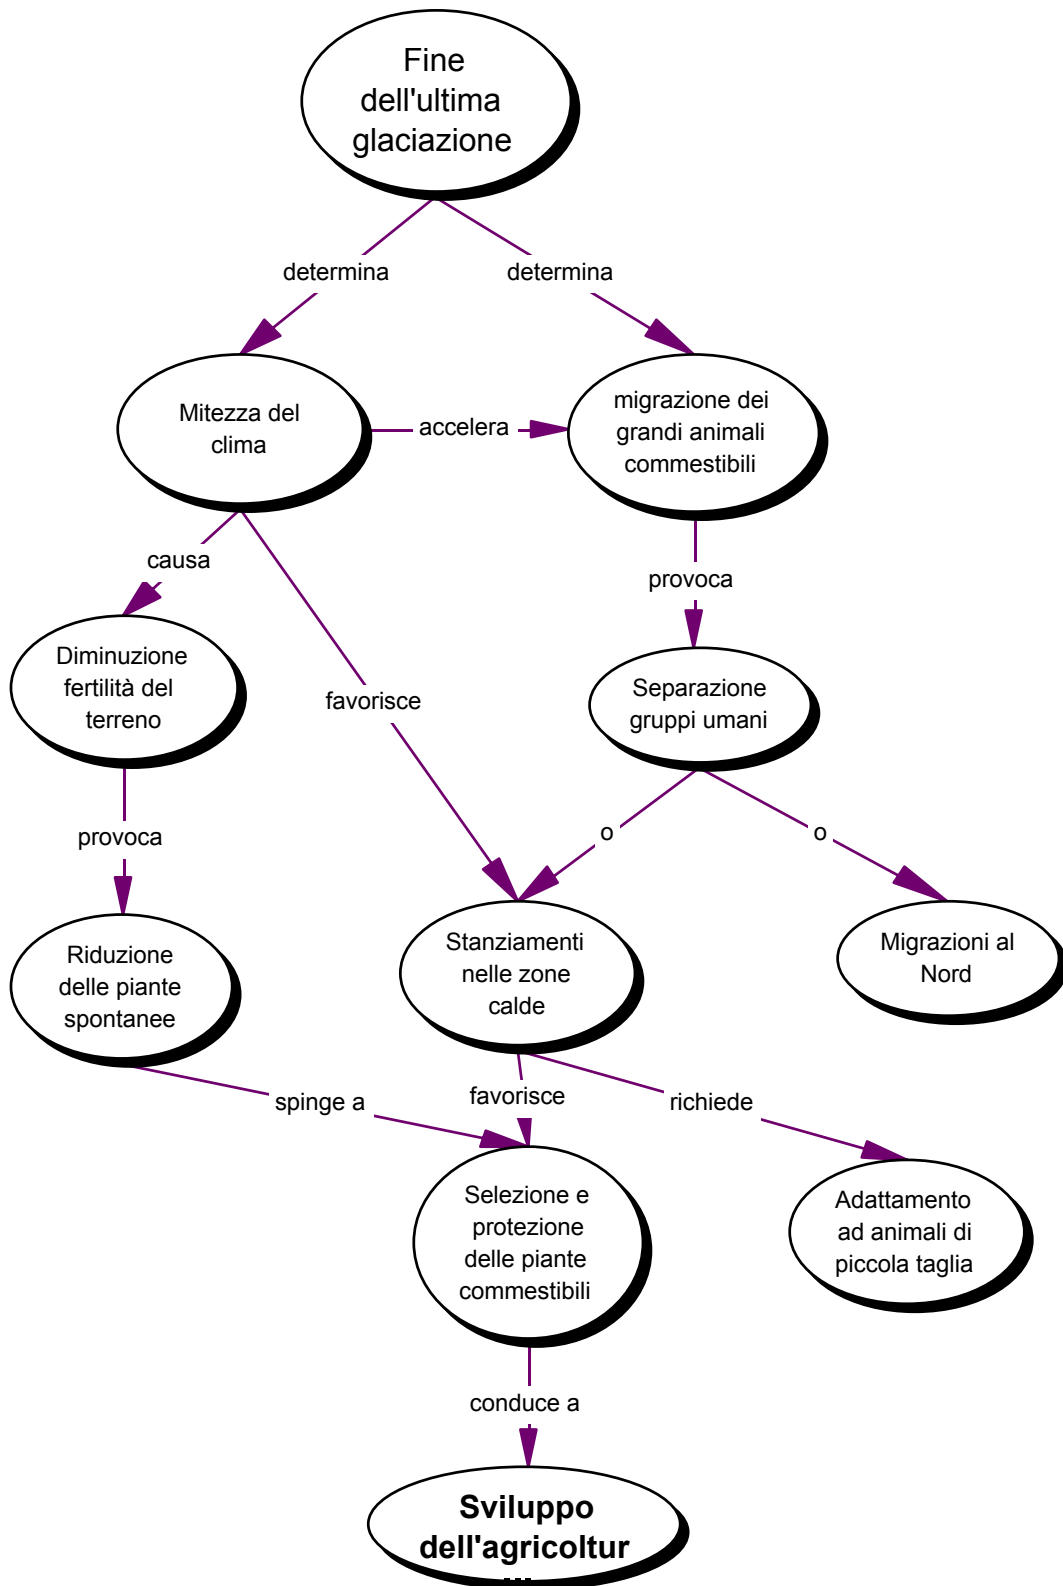 Fine
dell'ultima
glaciazione
determina
determina
Mitezza del
clima
accelera
migrazione dei
grandi animali
commestibili
causa
provoca
Diminuzione
fertilità del
terreno
favorisce
Separazione
gruppi umani
provoca
o
o
Riduzione
delle piante
spontanee
Stanziamenti
nelle zone
calde
Migrazioni al
Nord
spinge a
favorisce
richiede
Selezione e
protezione
delle piante
commestibili
Adattamento
ad animali di
piccola taglia
conduce a
Sviluppo
dell'agricoltur
...